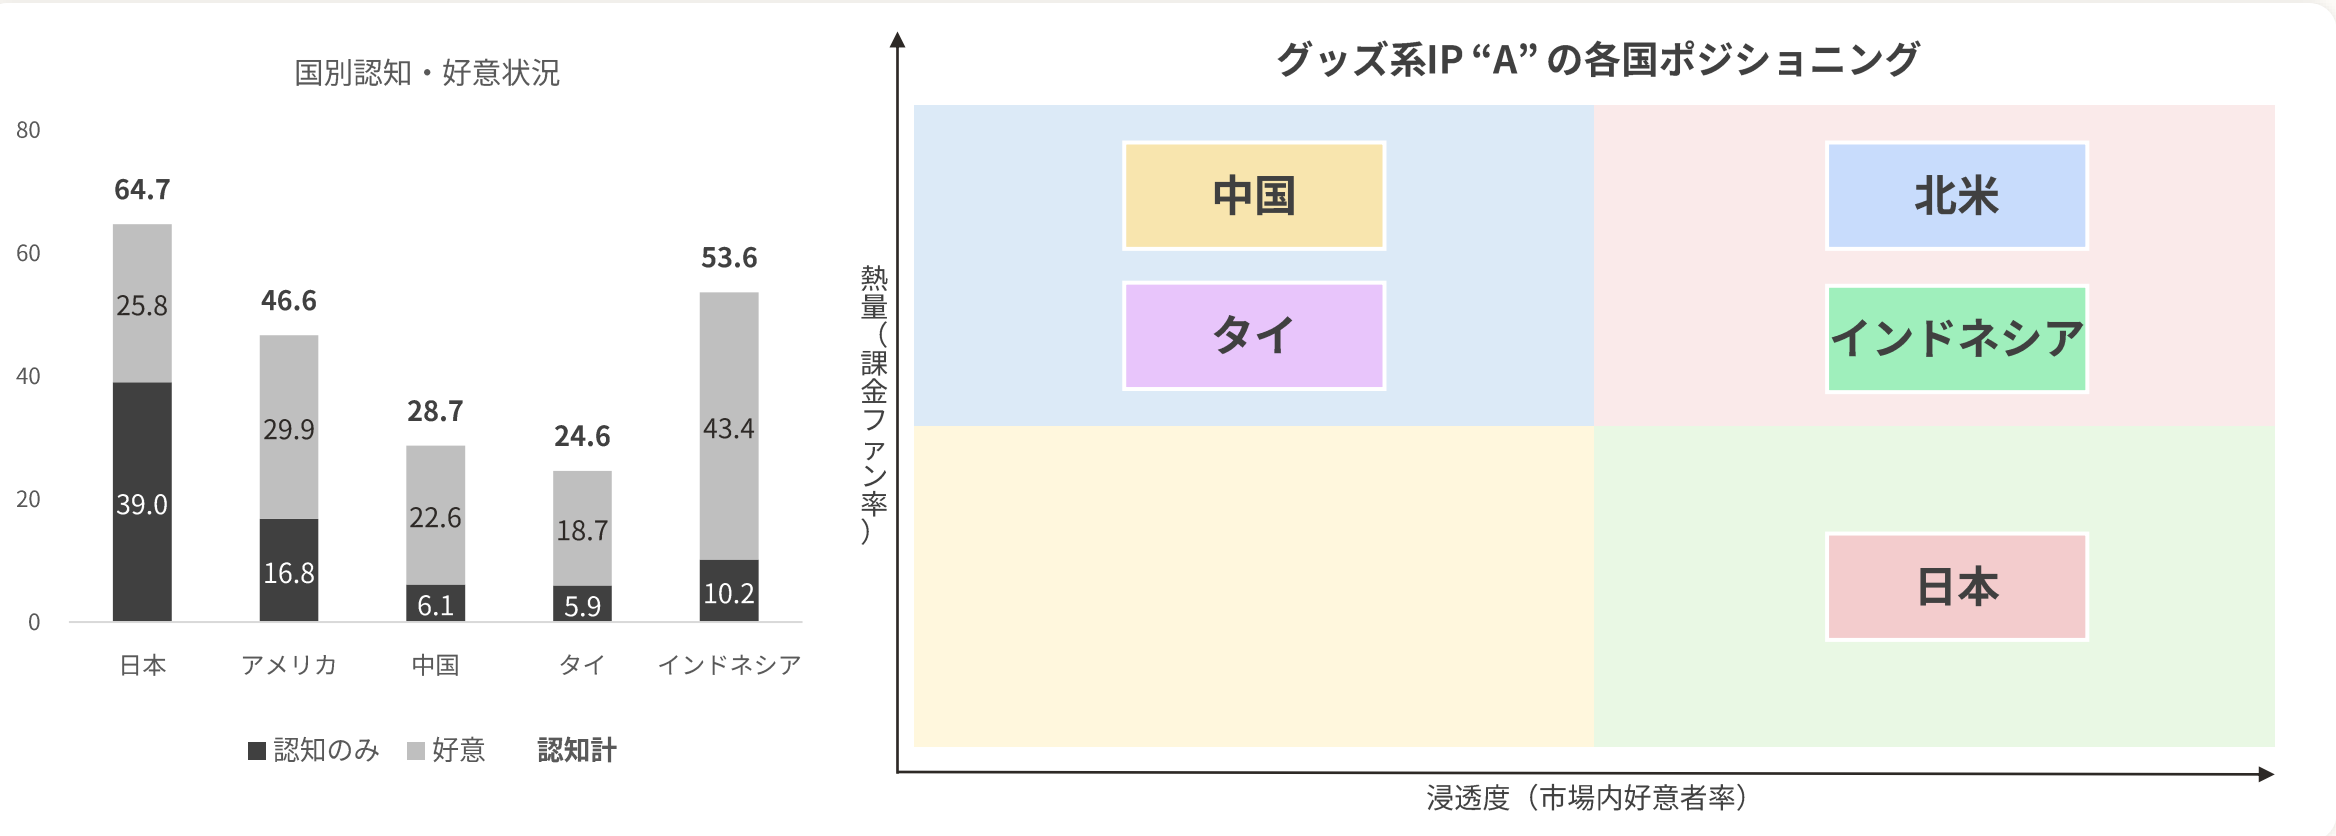 国別認知・好意状況
80
60
40
20
0
64.7
25.8
39.0
46.6
29.9
16.8
28.7
22.6
6.1
24.6
18.7
5.9
53.6
43.4
10.2
日本
アメリカ
中国
タイ
インドネシア
認知のみ
好意
認知計
グッズ系IP “A” の各国ポジショニング
熱量（課金ファン率）
中国
北米
タイ
インドネシア
日本
浸透度（市場内好意者率）